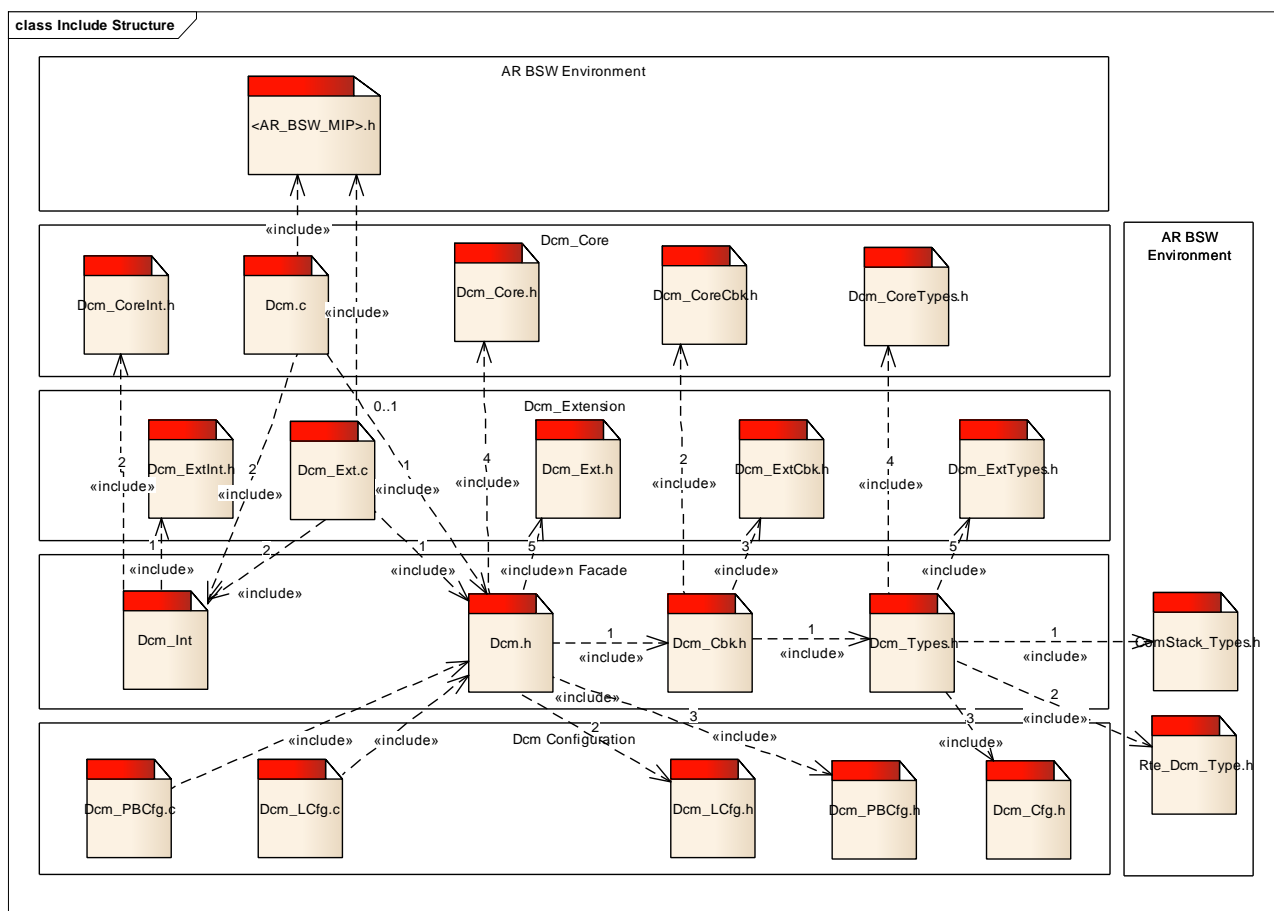 class Include Structure
AR BSW Environment
<AR_BSW_MIP>.h
«include»
«include»
Dcm_Core
Dcm_CoreInt.h
Dcm.c
Dcm_Core.h
Dcm_CoreCbk.h
Dcm_CoreTypes.h
AR BSW
Environment
Dcm_Extension
0..1
Dcm_ExtInt.h
Dcm_Ext.c
Dcm_Ext.h
Dcm_ExtCbk.h
Dcm_ExtTypes.h
2
«include»
2
«include»
1
«include»
4
«include»
2
«include»
4
«include»
1
«include»
2
«include»
1
«include»
5
«include»n Facade
3
«include»
5
«include»
Dcm_Int
Dcm.h
1
«include»
Dcm_Cbk.h
1
«include»
Dcm_Types.h
1
«include»
ComStack_Types.h
2
«include»
Rte_Dcm_Type.h
«include»
«include»
2
«include»
3
3
«include»
Dcm Configuration
Dcm_PBCfg.c
Dcm_LCfg.c
Dcm_LCfg.h
Dcm_PBCfg.h
Dcm_Cfg.h